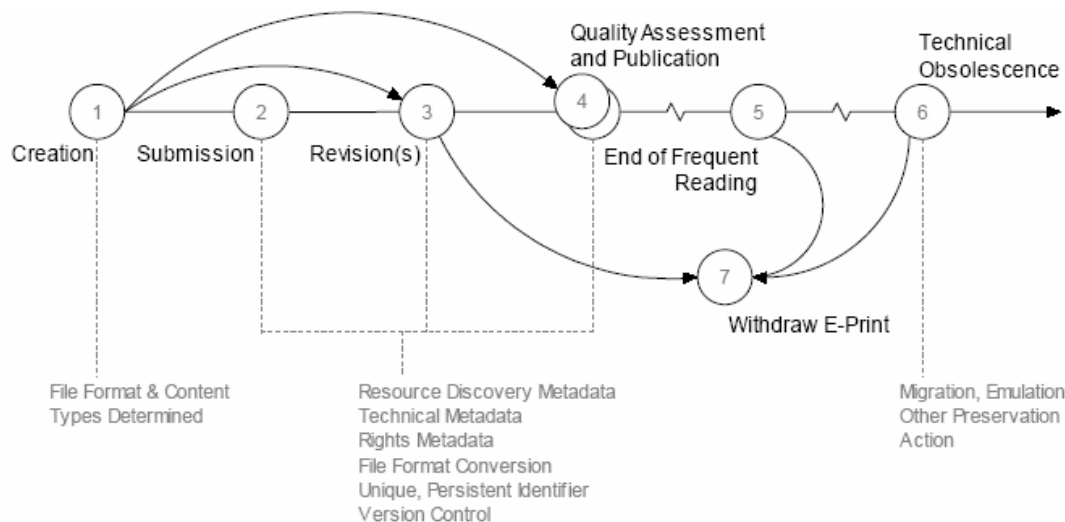 Quality Assessment
and Publication
Technical
Obsolescence
1
2
3
4
5
6
Creation
Submission
Revision(s)
End of Frequent
Reading
7
Withdraw E-Print
File Format & Content
Types Determined
Resource Discovery Metadata
Technical Metadata
Rights Metadata
File Format Conversion
Unique, Persistent Identifier
Version Control
Migration, Emulation
Other Preservation
Action